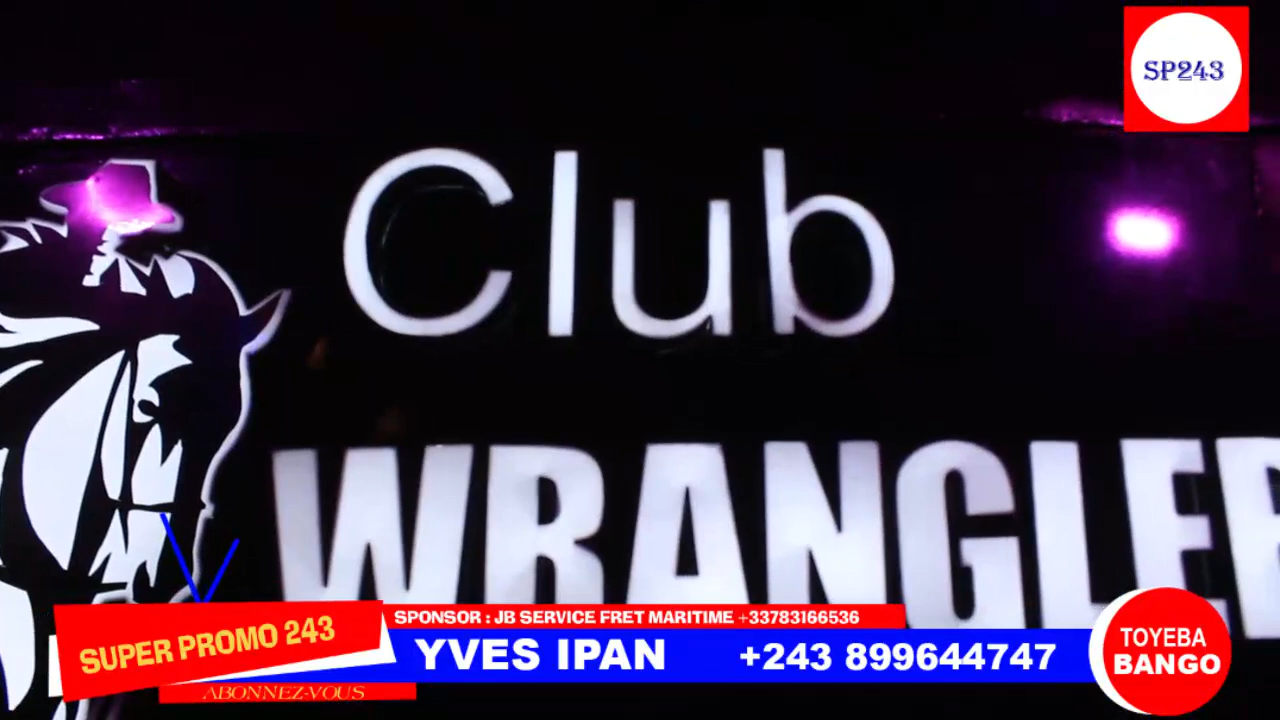 SP243
Club
WRANGLER
SPONSOR : JB SERVICE FRET MARITIME +33783166536
SUPER PROMO 243
YVES IPAN +243 899644747
TOYEBA
BANGO
ABONNEZ-VOUS